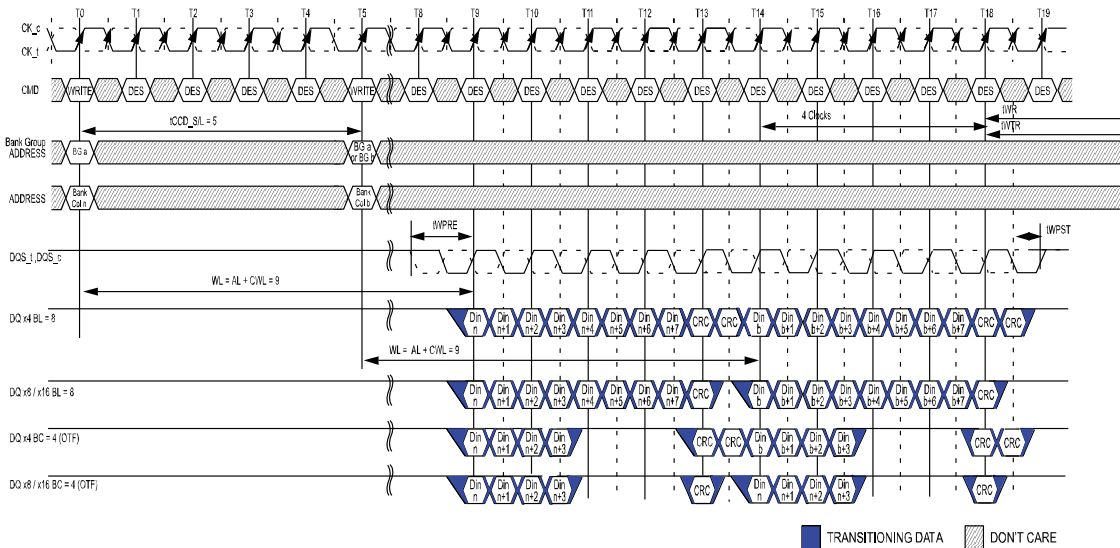 T0 T1 T2 T3 T4 T5 T8 T9 T10 T11 T12 T13 T14 T15 T16 T17 T18 T19
CK_c
CK_t
CMD WRITE DES DES DES DES WRITE DES DES DES DES DES DES DES DES DES DES DES DES
tCCD_S/L = 5
4 Clocks
tWR
tWTR
Bank Group
ADDRESS
BG a
BG a
or BG b
ADDRESS
Bank
Col n
Bank
Col b
tWPRE
tWPST
DQS_t ,DQS_c
WL = AL + CWL = 9
DQ x4 BL = 8
Din n Din n+1 Din n+2 Din n+3 Din n+4 Din n+5 Din n+6 Din n+7 CRC CRC Din b Din b+1 Din b+2 Din b+3 Din b+4 Din b+5 Din b+6 Din b+7 CRC CRC
WL = AL + CWL = 9
DQ x8 / x16 BL = 8
Din n Din n+1 Din n+2 Din n+3 Din n+4 Din n+5 Din n+6 Din n+7 CRC Din b Din b+1 Din b+2 Din b+3 Din b+4 Din b+5 Din b+6 Din b+7 CRC
DQ x4 BC = 4 (OTF)
Din n Din n+1 Din n+2 Din n+3 CRC CRC Din b Din b+1 Din b+2 Din b+3 CRC CRC
DQ x8 / x16 BC = 4 (OTF)
Din n Din n+1 Din n+2 Din n+3 CRC Din b Din b+1 Din b+2 Din b+3 CRC
TRANSITIONING DATA
DON'T CARE